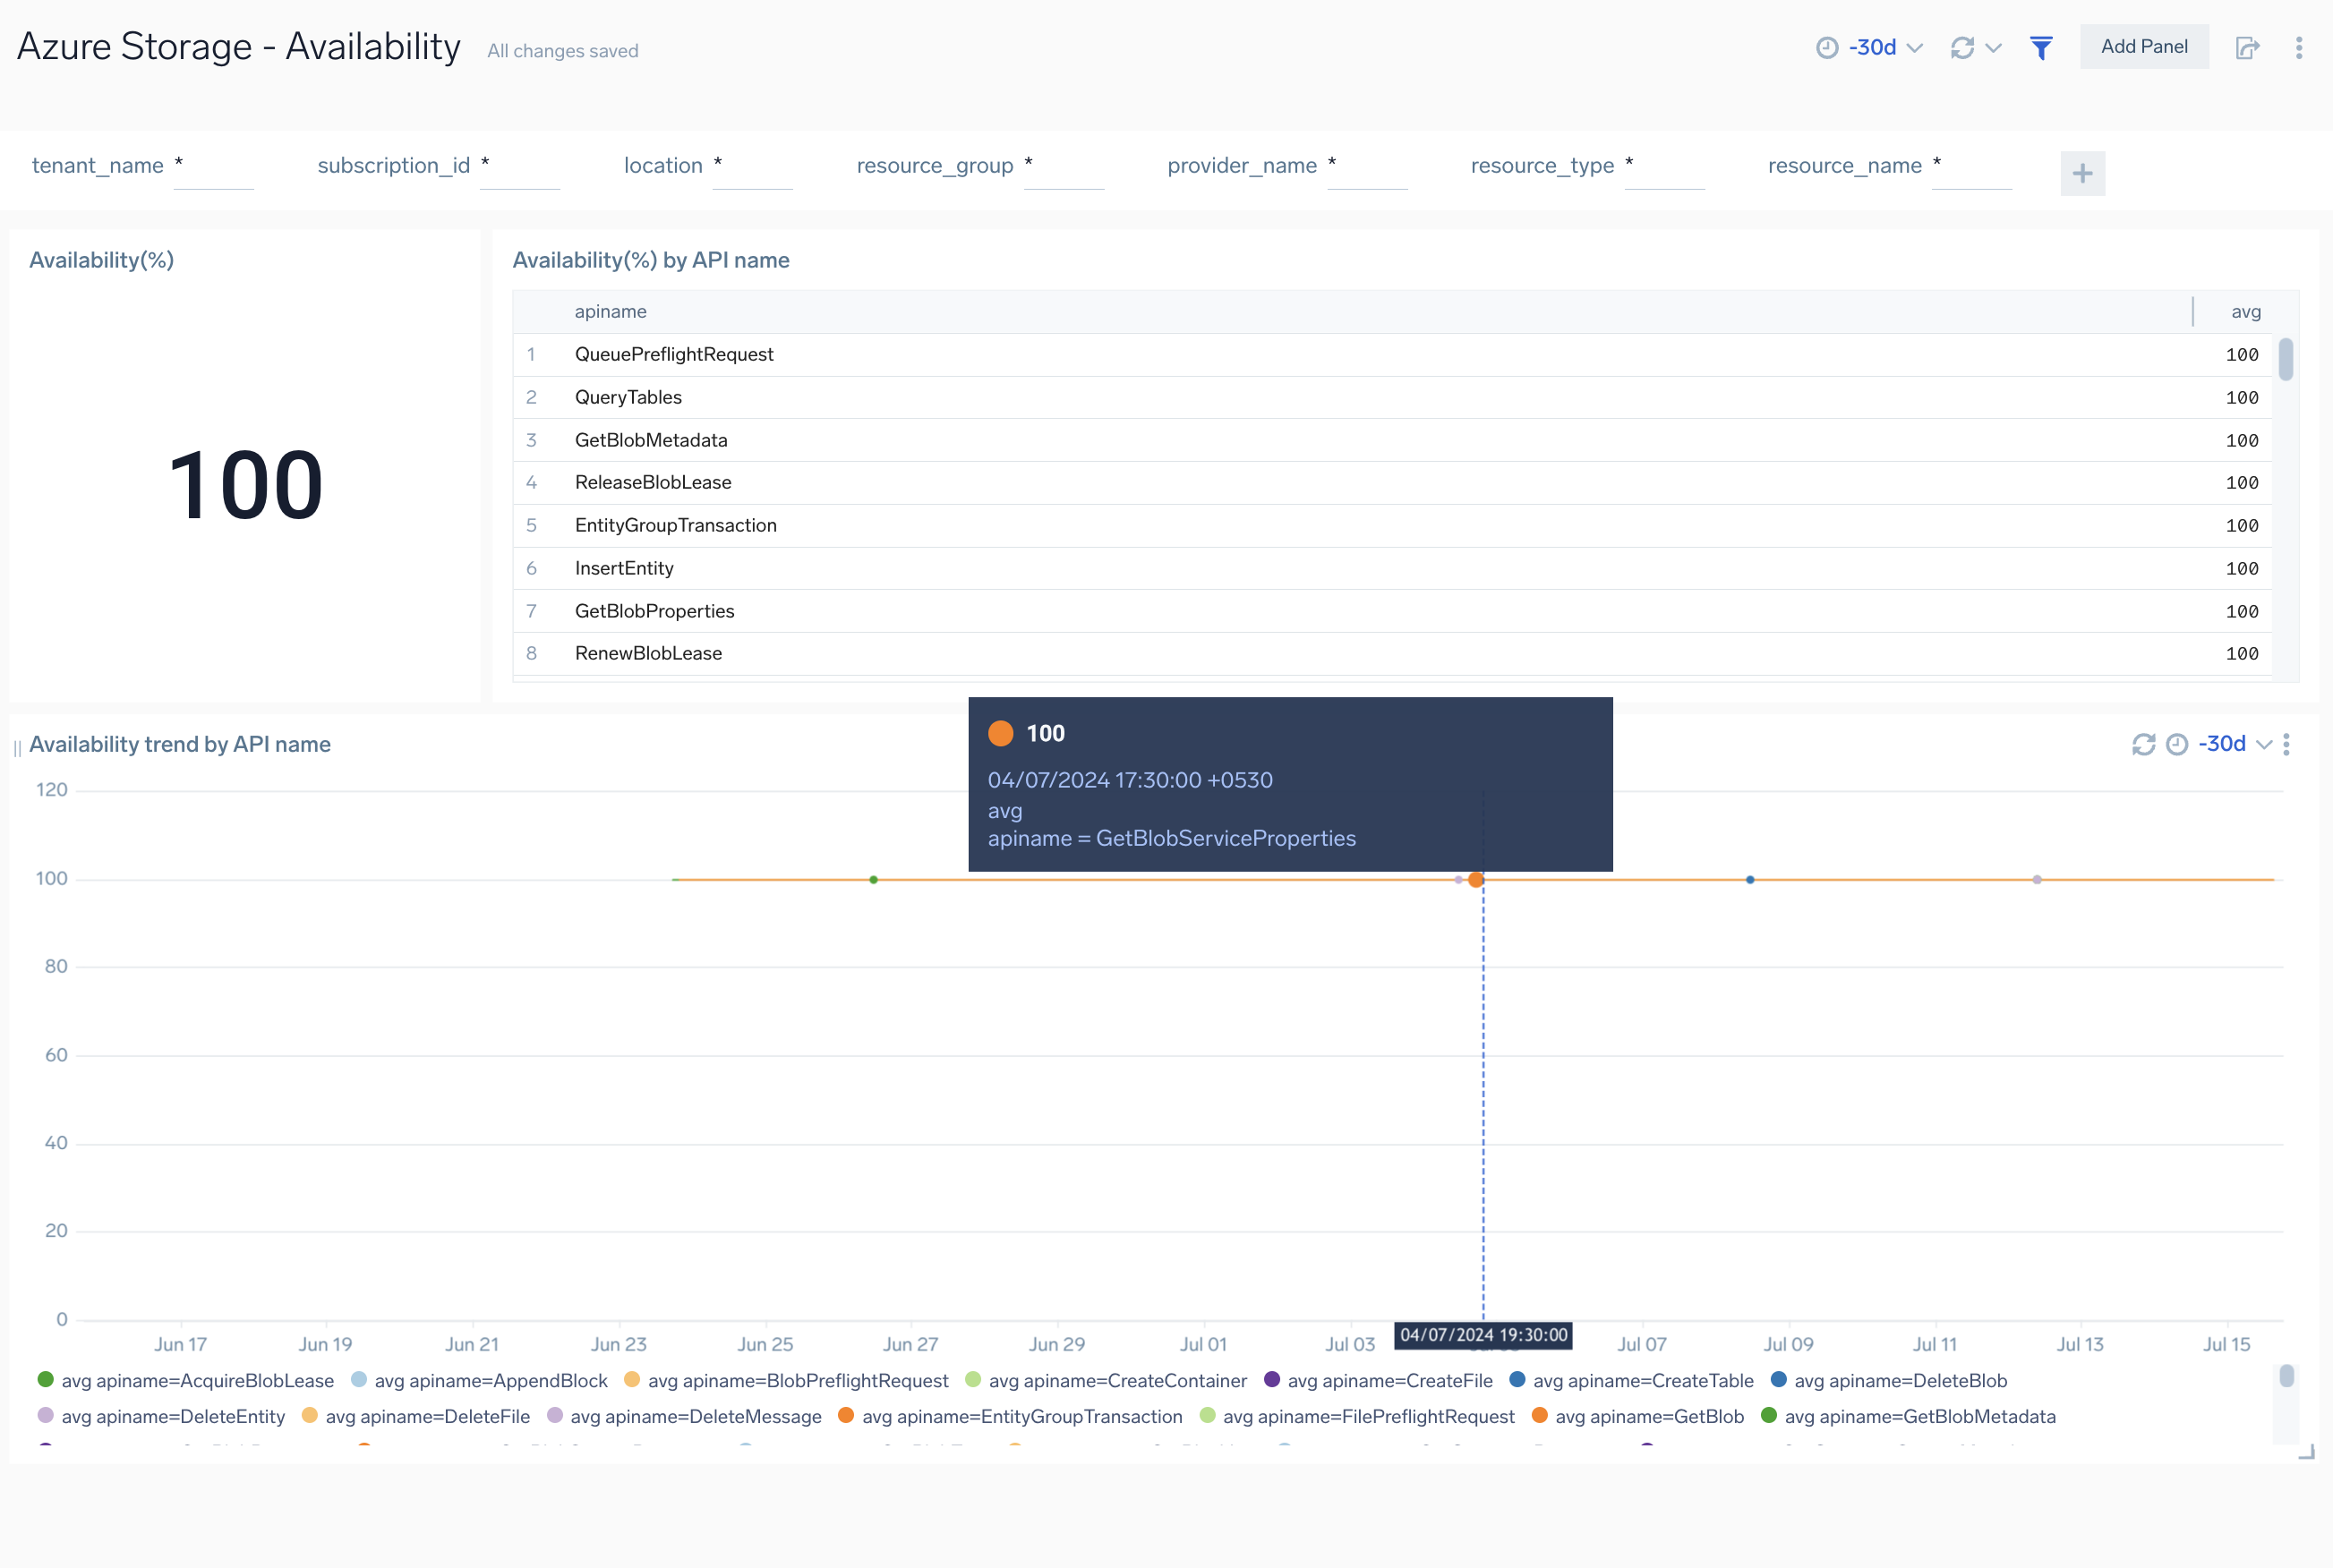 Azure Storage - Availability All changes saved -30d Add Panel
tenant_name * subscription_id * location * resource_group * provider_name * resource_type * resource_name * +
Availability(%)
100
Availability(%) by API name
apiname avg
1 QueuePreflightRequest 100
2 QueryTables 100
3 GetBlobMetadata 100
4 ReleaseBlobLease 100
5 EntityGroupTransaction 100
6 InsertEntity 100
7 GetBlobProperties 100
8 RenewBlobLease 100
Availability trend by API name -30d
100
04/07/2024 17:30:00 +0530
avg
apiname = GetBlobServiceProperties
120
100
80
60
40
20
0
Jun 17 Jun 19 Jun 21 Jun 23 Jun 25 Jun 27 Jun 29 Jul 01 Jul 03 04/07/2024 19:30:00 Jul 07 Jul 09 Jul 11 Jul 13 Jul 15
avg apiname=AcquireBlobLease avg apiname=AppendBlock avg apiname=BlobPreflightRequest avg apiname=CreateContainer avg apiname=CreateFile avg apiname=CreateTable avg apiname=DeleteBlob
avg apiname=DeleteEntity avg apiname=DeleteFile avg apiname=DeleteMessage avg apiname=EntityGroupTransaction avg apiname=FilePreflightRequest avg apiname=GetBlob avg apiname=GetBlobMetadata